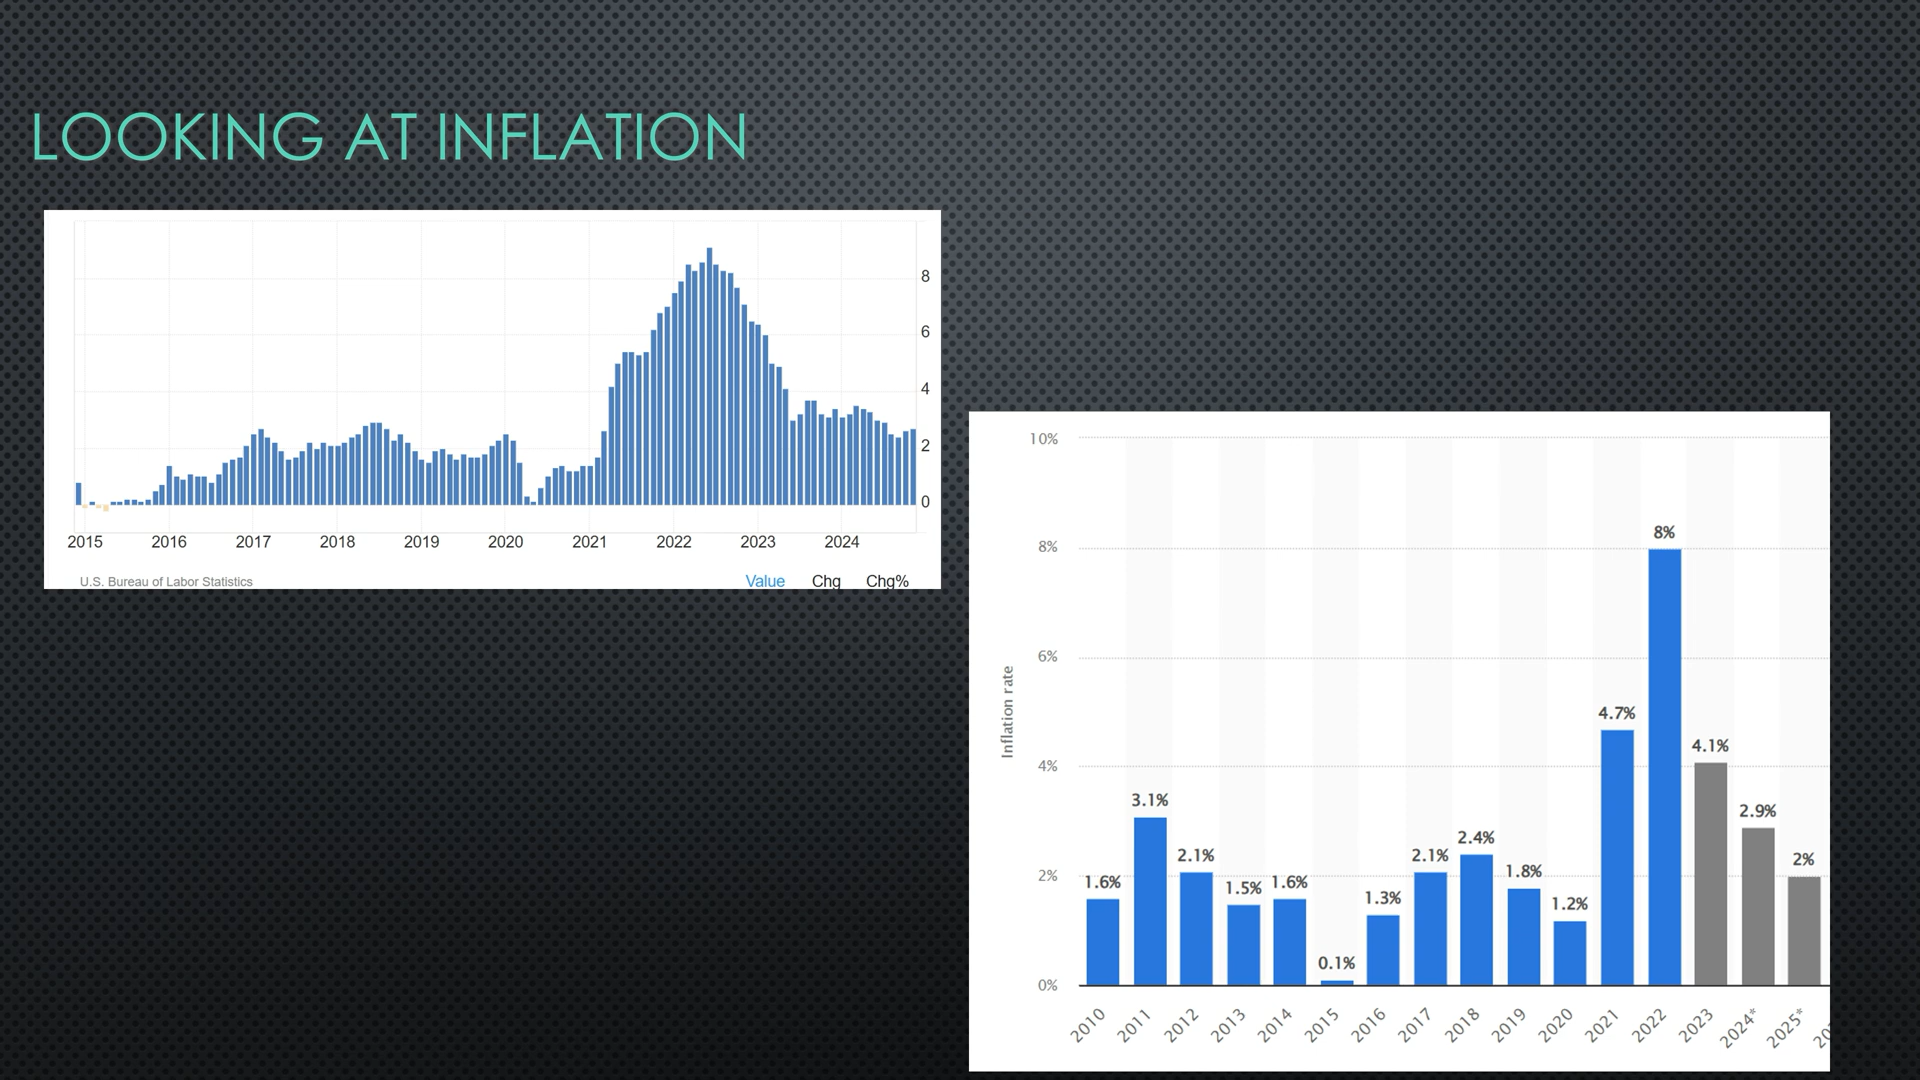 LOOKING AT INFLATION
8
6
4
2
0
2015 2016 2017 2018 2019 2020 2021 2022 2023 2024
U.S. Bureau of Labor Statistics Value Chg Chg%
10%
8%
6%
4%
2%
0%
Inflation rate
1.6% 3.1% 2.1% 1.5% 1.6% 0.1% 1.3% 2.1% 2.4% 1.8% 1.2% 4.7% 8% 4.1% 2.9% 2%
2010 2011 2012 2013 2014 2015 2016 2017 2018 2019 2020 2021 2022 2023 2024* 2025*